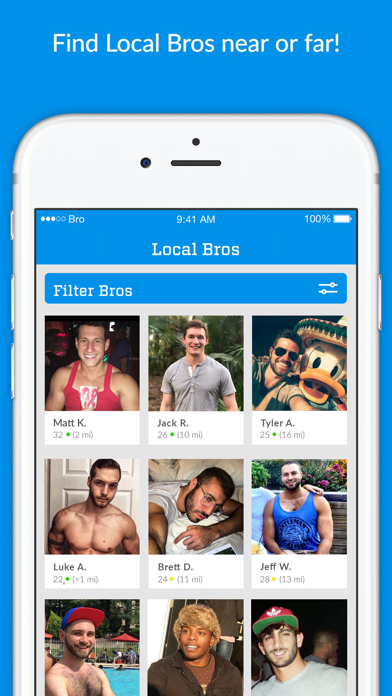 Find Local Bros near or far!
Bro 9:41 AM 100%
Local Bros
Filter Bros
Matt K. Jack R. Tyler A.
32 (2 mi) 26 (10 mi) 25 (16 mi)
Luke A. Brett D. Jeff W.
22 (<1 mi) 24 (11 mi) 28 (13 mi)